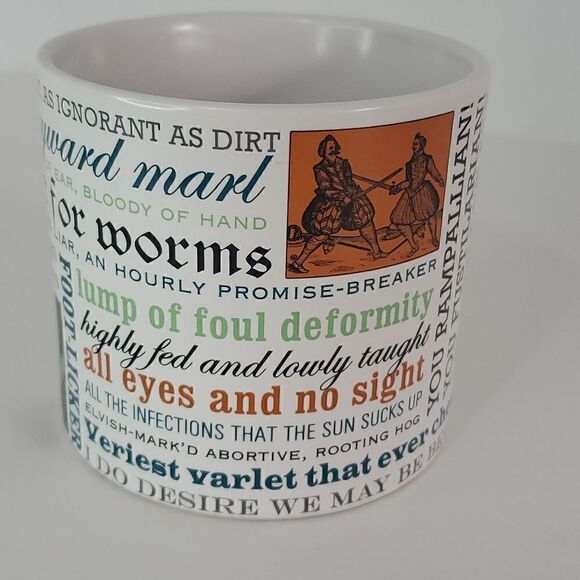 AS IGNORANT AS DIRT
marl
EAR, BLOODY OF HAND
for worms
AN HOURLY PROMISE-BREAKER
lump of foul deformity
highly fed and lowly taught
all eyes and no sight
ALL THE INFECTIONS THAT THE SUN SUCKS UP
ELVISH-MARK'D ABORTIVE, ROOTING HOG
Veriest varlet that ever
I DO DESIRE WE MAY BE
FOOT-LICKER
YOU RAMPALLIAN!
YOU FUSTILARIAN!